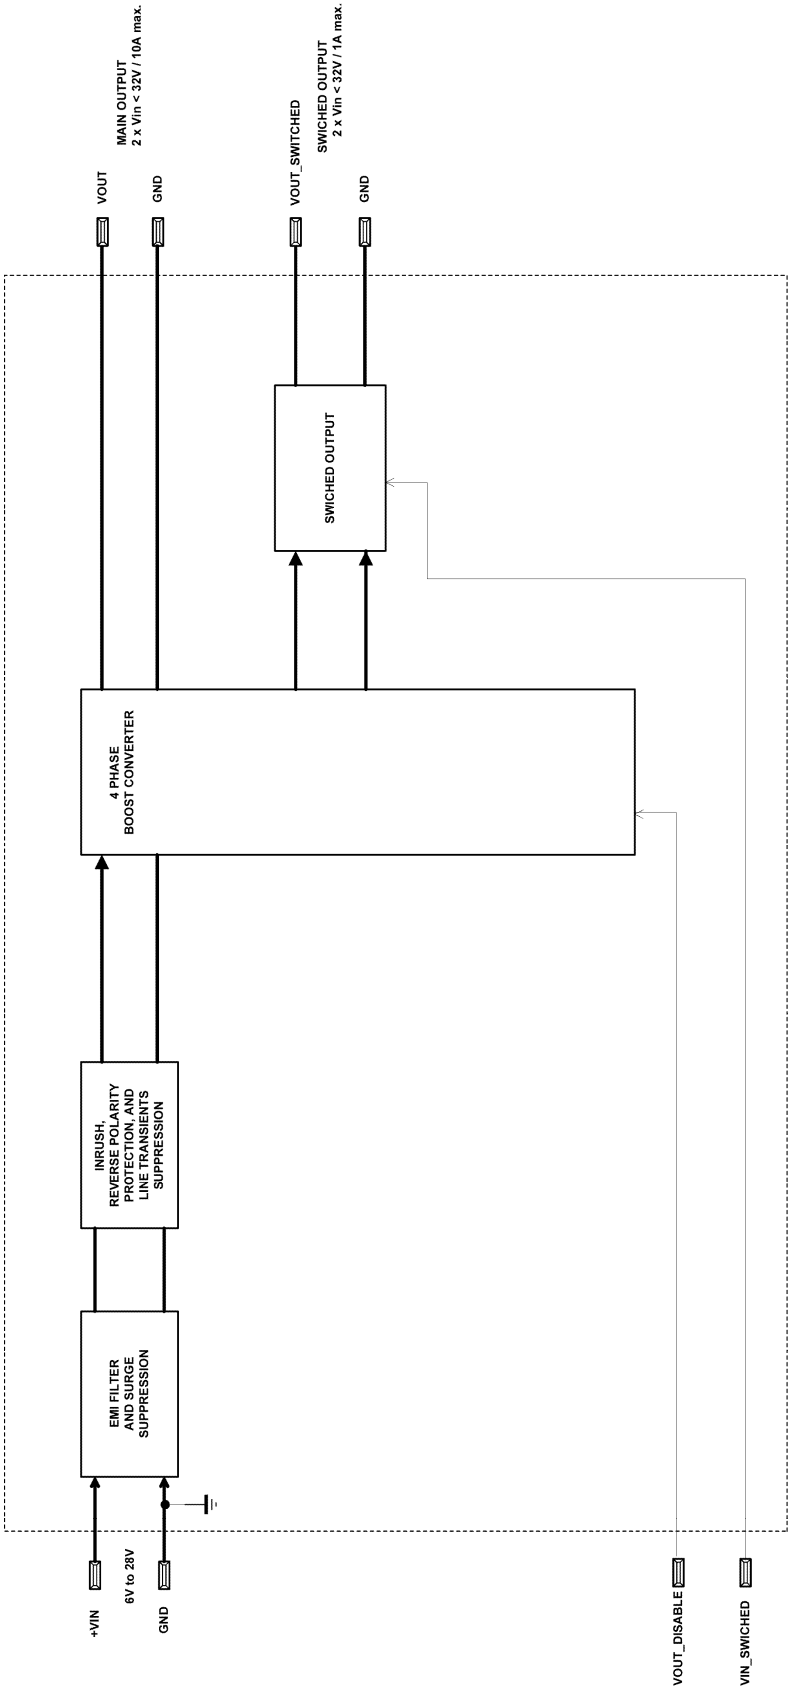 +VIN
6V to 28V
GND
EMI FILTER
AND SURGE
SUPPRESSION
INRUSH,
REVERSE POLARITY
PROTECTION, AND
LINE TRANSIENTS
SUPPRESSION
4 PHASE
BOOST CONVERTER
SWICHED OUTPUT
VOUT
GND
MAIN OUTPUT
2 x Vin < 32V / 10A max.
VOUT_SWITCHED
GND
SWICHED OUTPUT
2 x Vin < 32V / 1A max.
VOUT_DISABLE
VIN_SWICHED